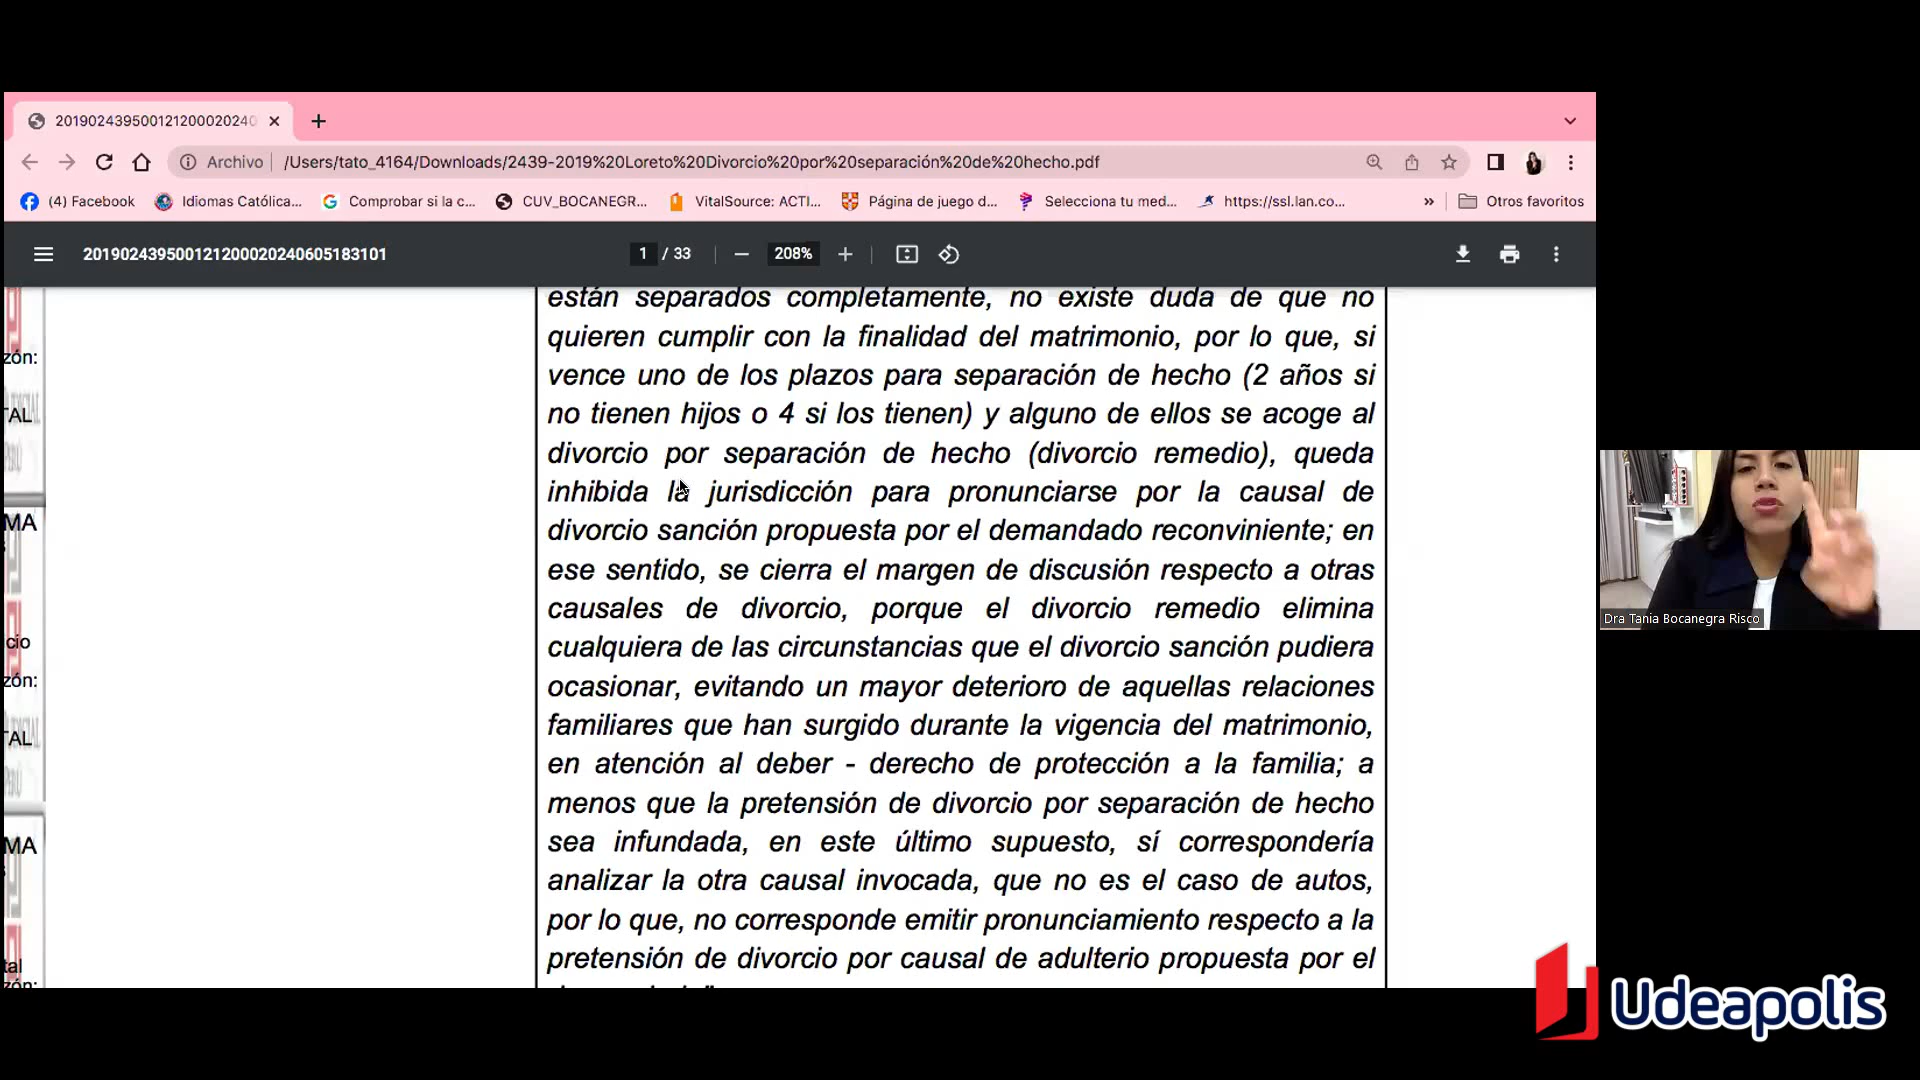 20190243950012120002024
Archivo
/Users/tato_4164/Downloads/2439-2019%20Loreto%20Divorcio%20por%20separación%20de%20hecho.pdf
(4) Facebook
Idiomas Católica...
Comprobar si la c...
CUV_BOCANEGR...
VitalSource: ACTI...
Página de juego d...
Selecciona tu med...
https://ssl.lan.co...
»
Otros favoritos
20190243950012120002​0240605183101
1 / 33
208%
están separados completamente, no existe duda de que no
quieren cumplir con la finalidad del matrimonio, por lo que, si
vence uno de los plazos para separación de hecho (2 años si
no tienen hijos o 4 si los tienen) y alguno de ellos se acoge al
divorcio por separación de hecho (divorcio remedio), queda
inhibida la jurisdicción para pronunciarse por la causal de
divorcio sanción propuesta por el demandado reconviniente; en
ese sentido, se cierra el margen de discusión respecto a otras
causales de divorcio, porque el divorcio remedio elimina
cualquiera de las circunstancias que el divorcio sanción pudiera
ocasionar, evitando un mayor deterioro de aquellas relaciones
familiares que han surgido durante la vigencia del matrimonio,
en atención al deber - derecho de protección a la familia; a
menos que la pretensión de divorcio por separación de hecho
sea infundada, en este último supuesto, sí correspondería
analizar la otra causal invocada, que no es el caso de autos,
por lo que, no corresponde emitir pronunciamiento respecto a la
pretensión de divorcio por causal de adulterio propuesta por el
zón:
TAL
MA
cio
zón:
TAL
MA
tal
zón:
Dra Tania Bocanegra Risco
Udeapolis